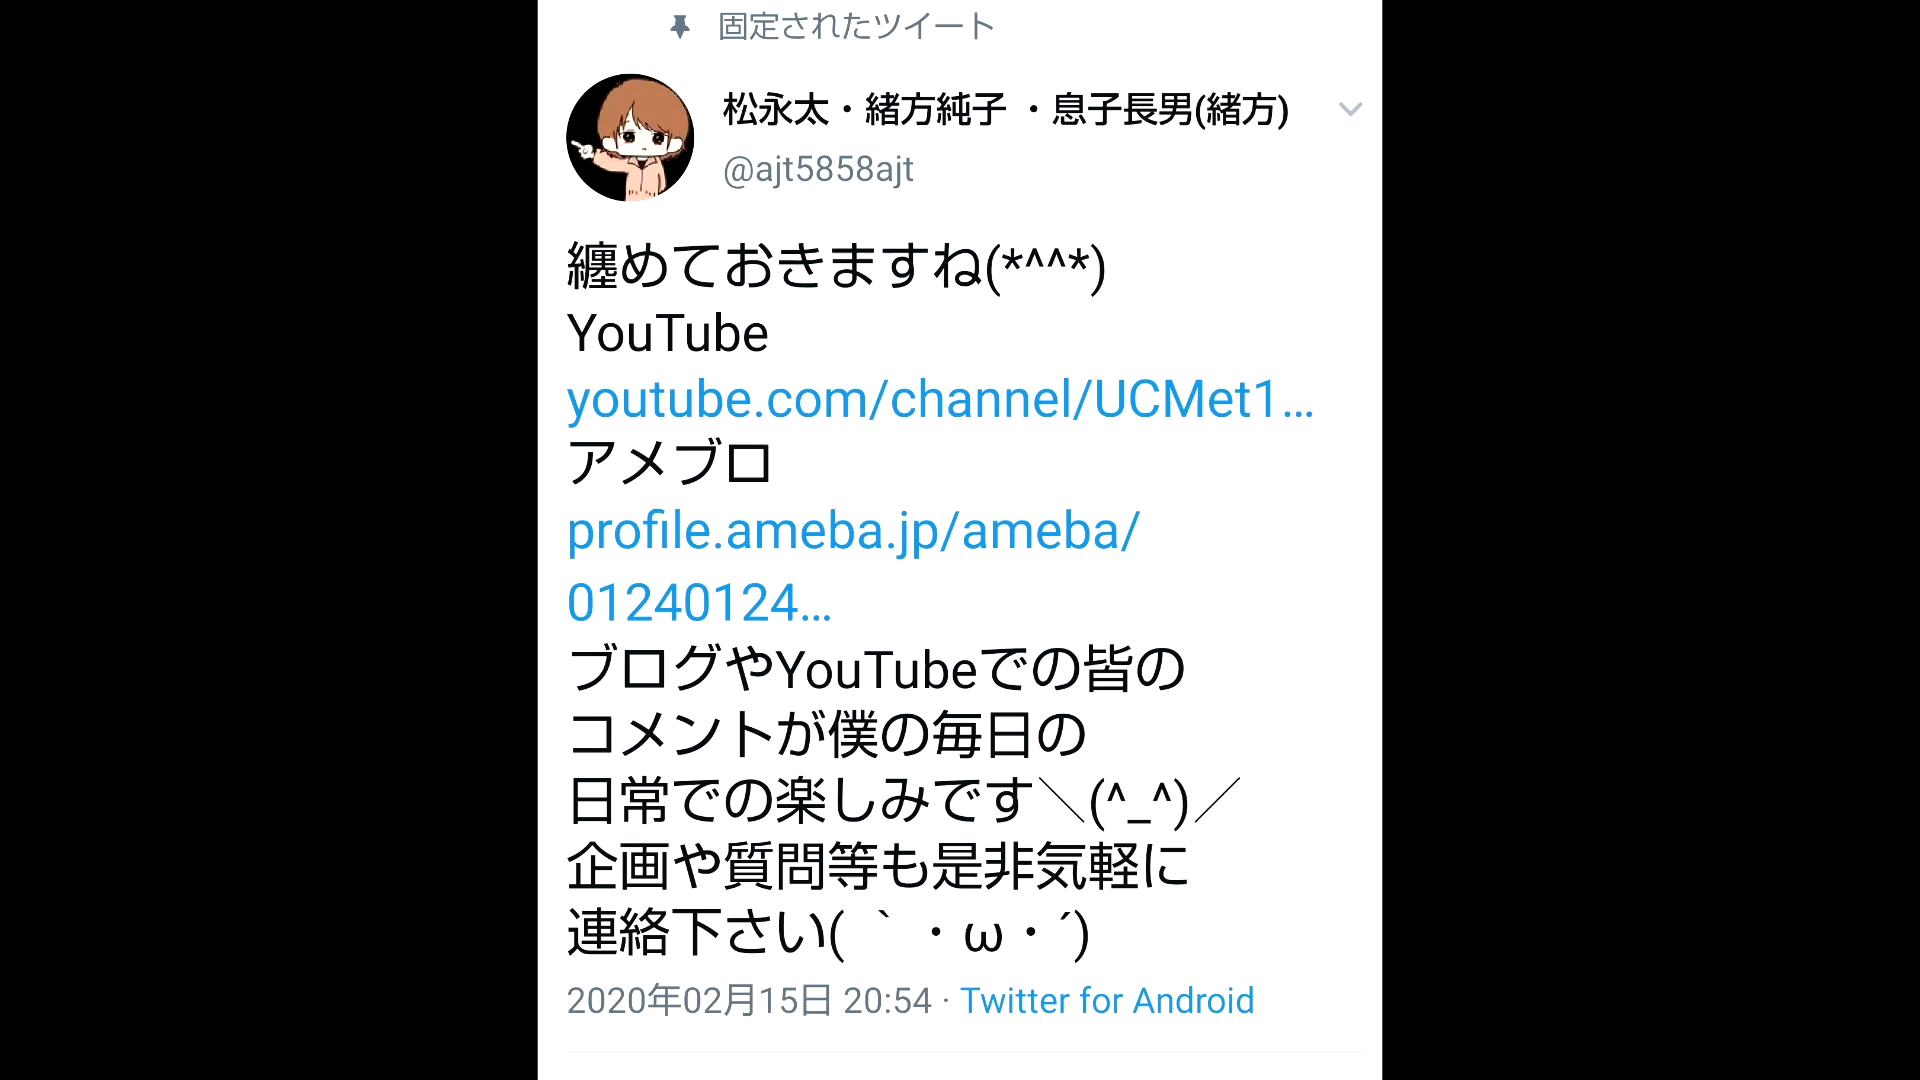 固定されたツイート
松永太・緒方純子 ・息子長男(緒方)
@ajt5858ajt
纏めておきますね(*^^*)
YouTube
youtube.com/channel/UCMet1…
アメブロ
profile.ameba.jp/ameba/
01240124…
ブログやYouTubeでの皆の
コメントが僕の毎日の
日常での楽しみです＼(^_^)／
企画や質問等も是非気軽に
連絡下さい( ｀・ω・´)
2020年02月15日 20:54 · Twitter for Android